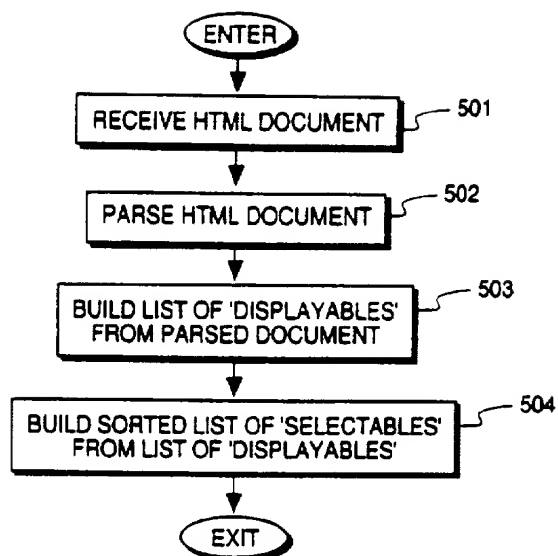 ENTER
RECEIVE HTML DOCUMENT
501
PARSE HTML DOCUMENT
502
BUILD LIST OF 'DISPLAYABLES'
FROM PARSED DOCUMENT
503
BUILD SORTED LIST OF 'SELECTABLES'
FROM LIST OF 'DISPLAYABLES'
504
EXIT